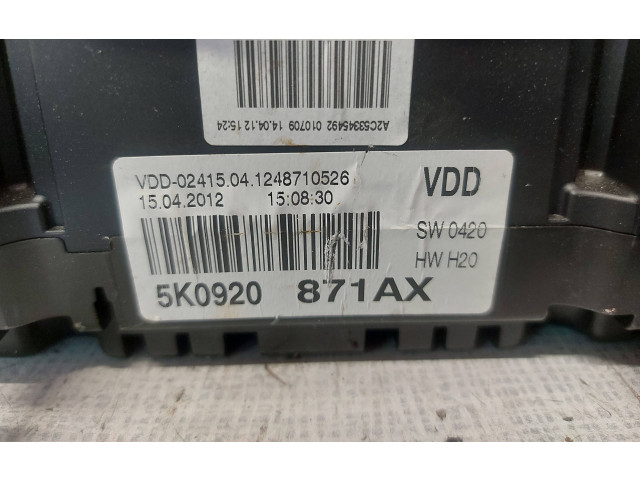 A2C53345492 010709 14.04.12 15:24
VDD-02415.04.1248710526
VDD
15.04.2012 15:08:30
SW 0420
HW H20
5K0920 871AX